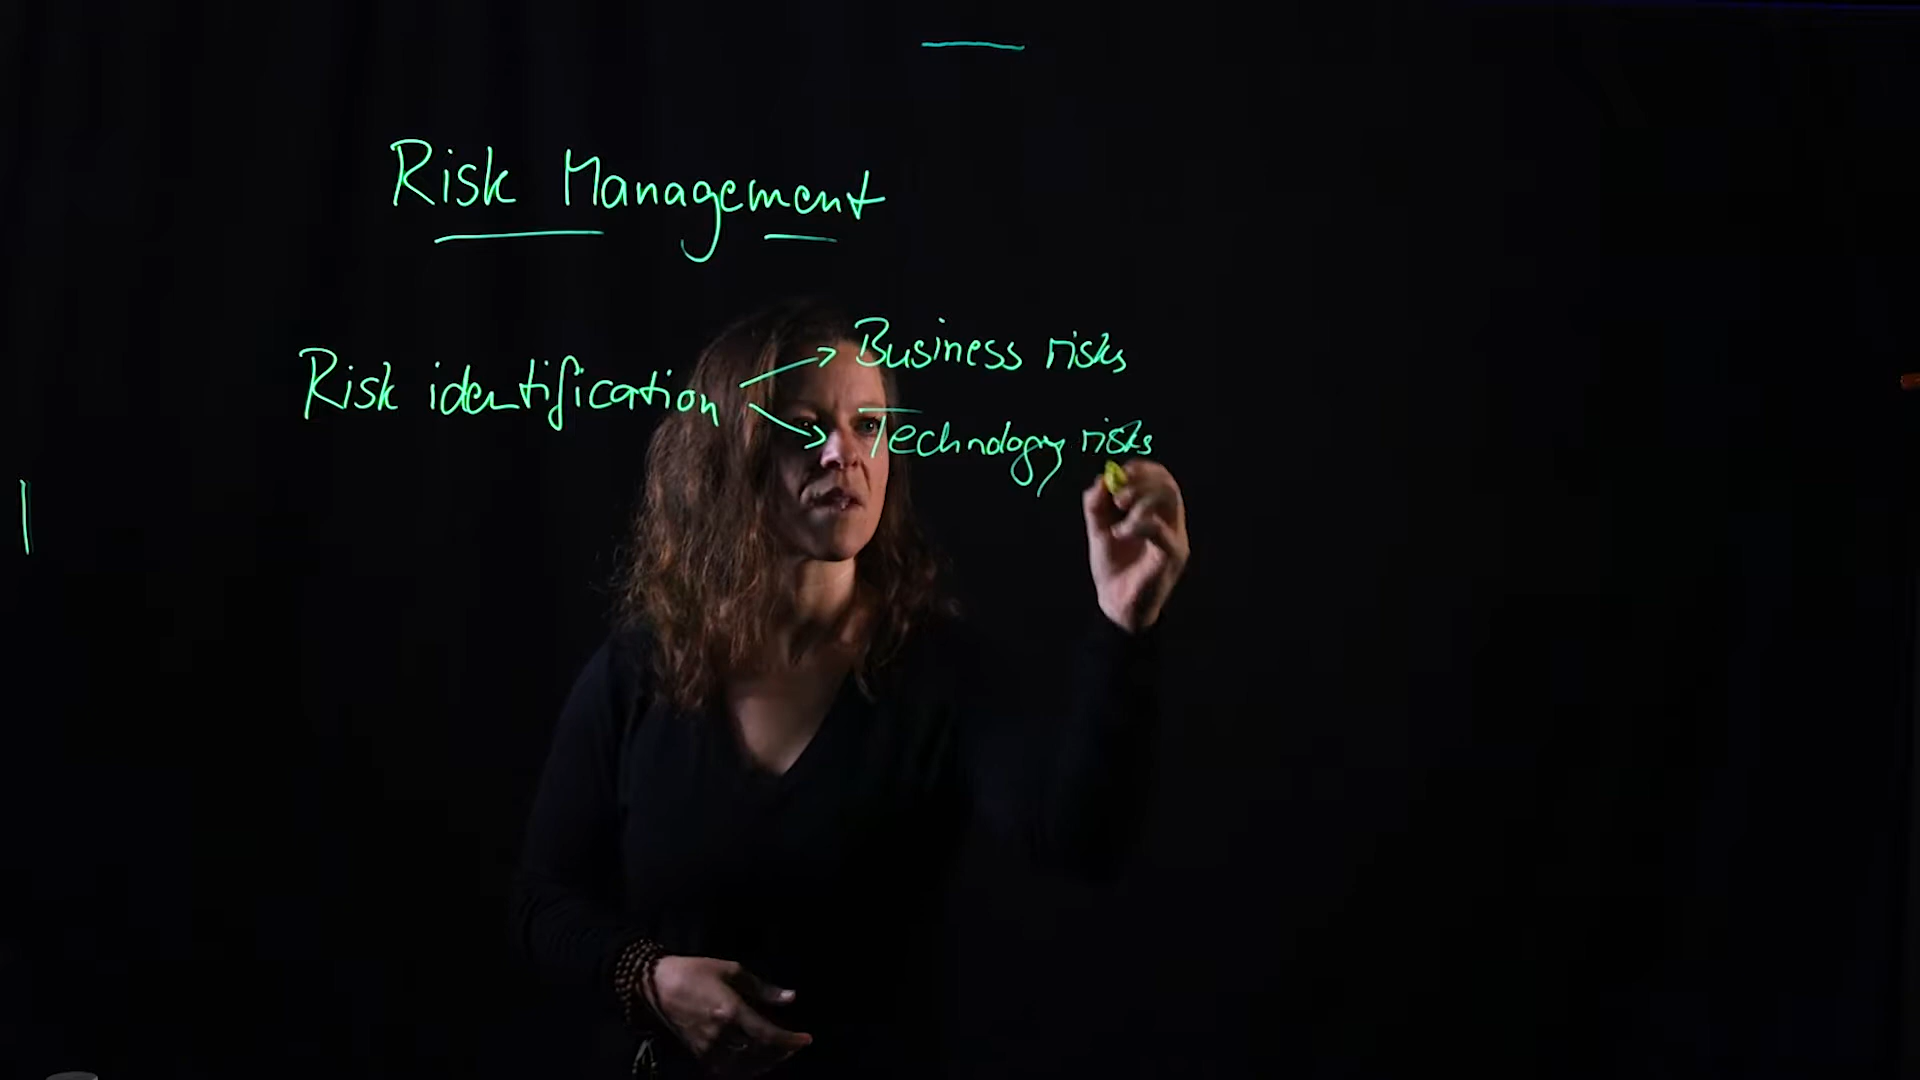 Risk Management
Risk identification
Business risks
Technology risks